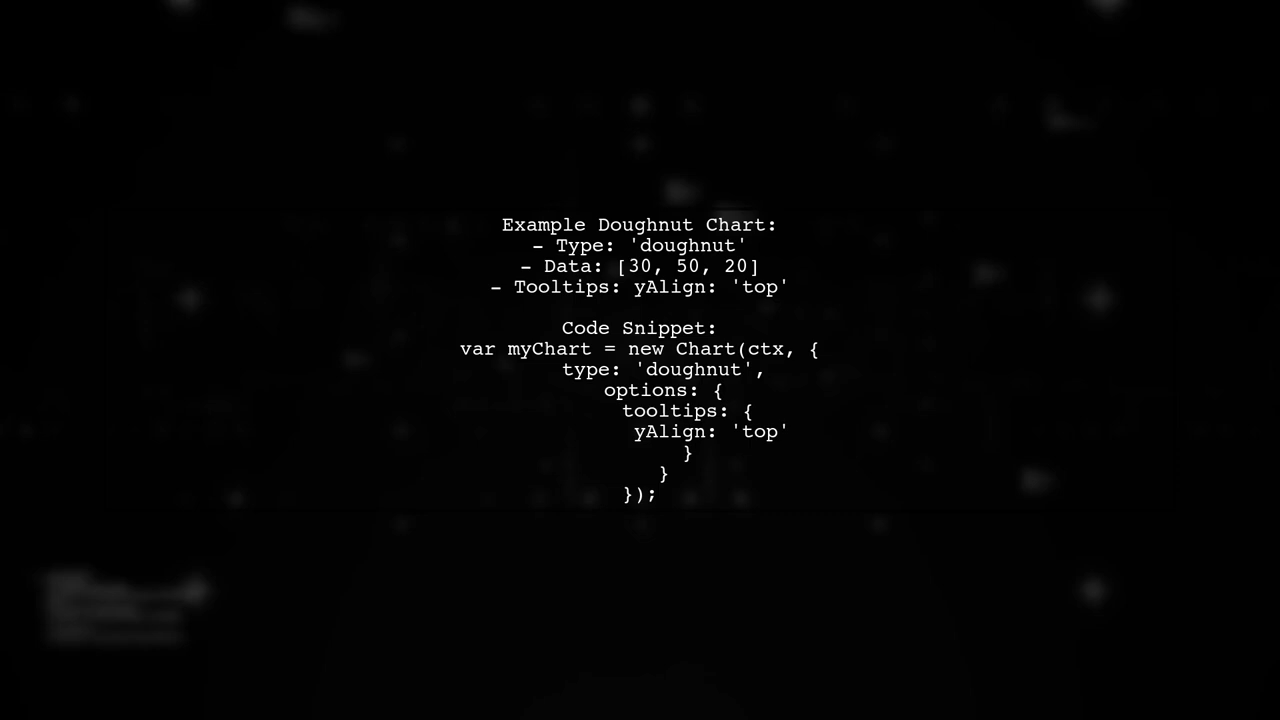 Example Doughnut Chart:
- Type: 'doughnut'
- Data: [30, 50, 20]
- Tooltips: yAlign: 'top'
Code Snippet:
var myChart = new Chart(ctx, {
type: 'doughnut',
options: {
tooltips: {
yAlign: 'top'
}
}
});